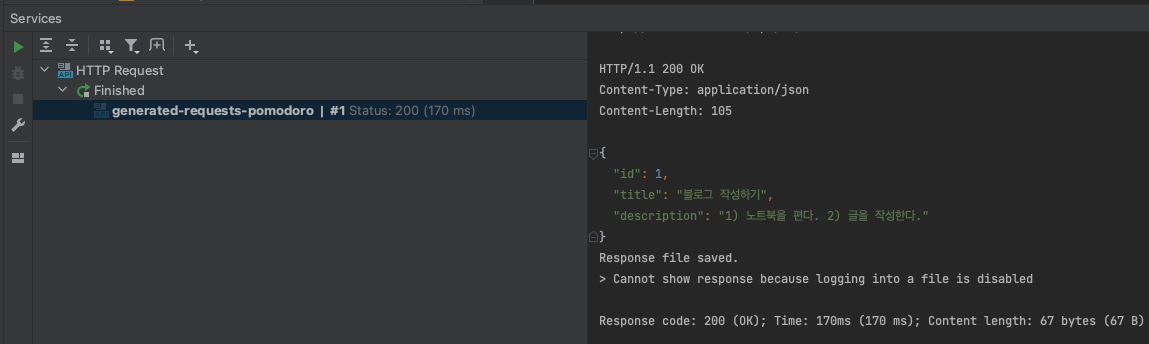 Services
HTTP Request
Finished
generated-requests-pomodoro | #1 Status: 200 (170 ms)
HTTP/1.1 200 OK
Content-Type: application/json
Content-Length: 105
{
"id": 1,
"title": "블로그 작성하기",
"description": "1) 노트북을 편다. 2) 글을 작성한다."
}
Response file saved.
> Cannot show response because logging into a file is disabled
Response code: 200 (OK); Time: 170ms (170 ms); Content length: 67 bytes (67 B)